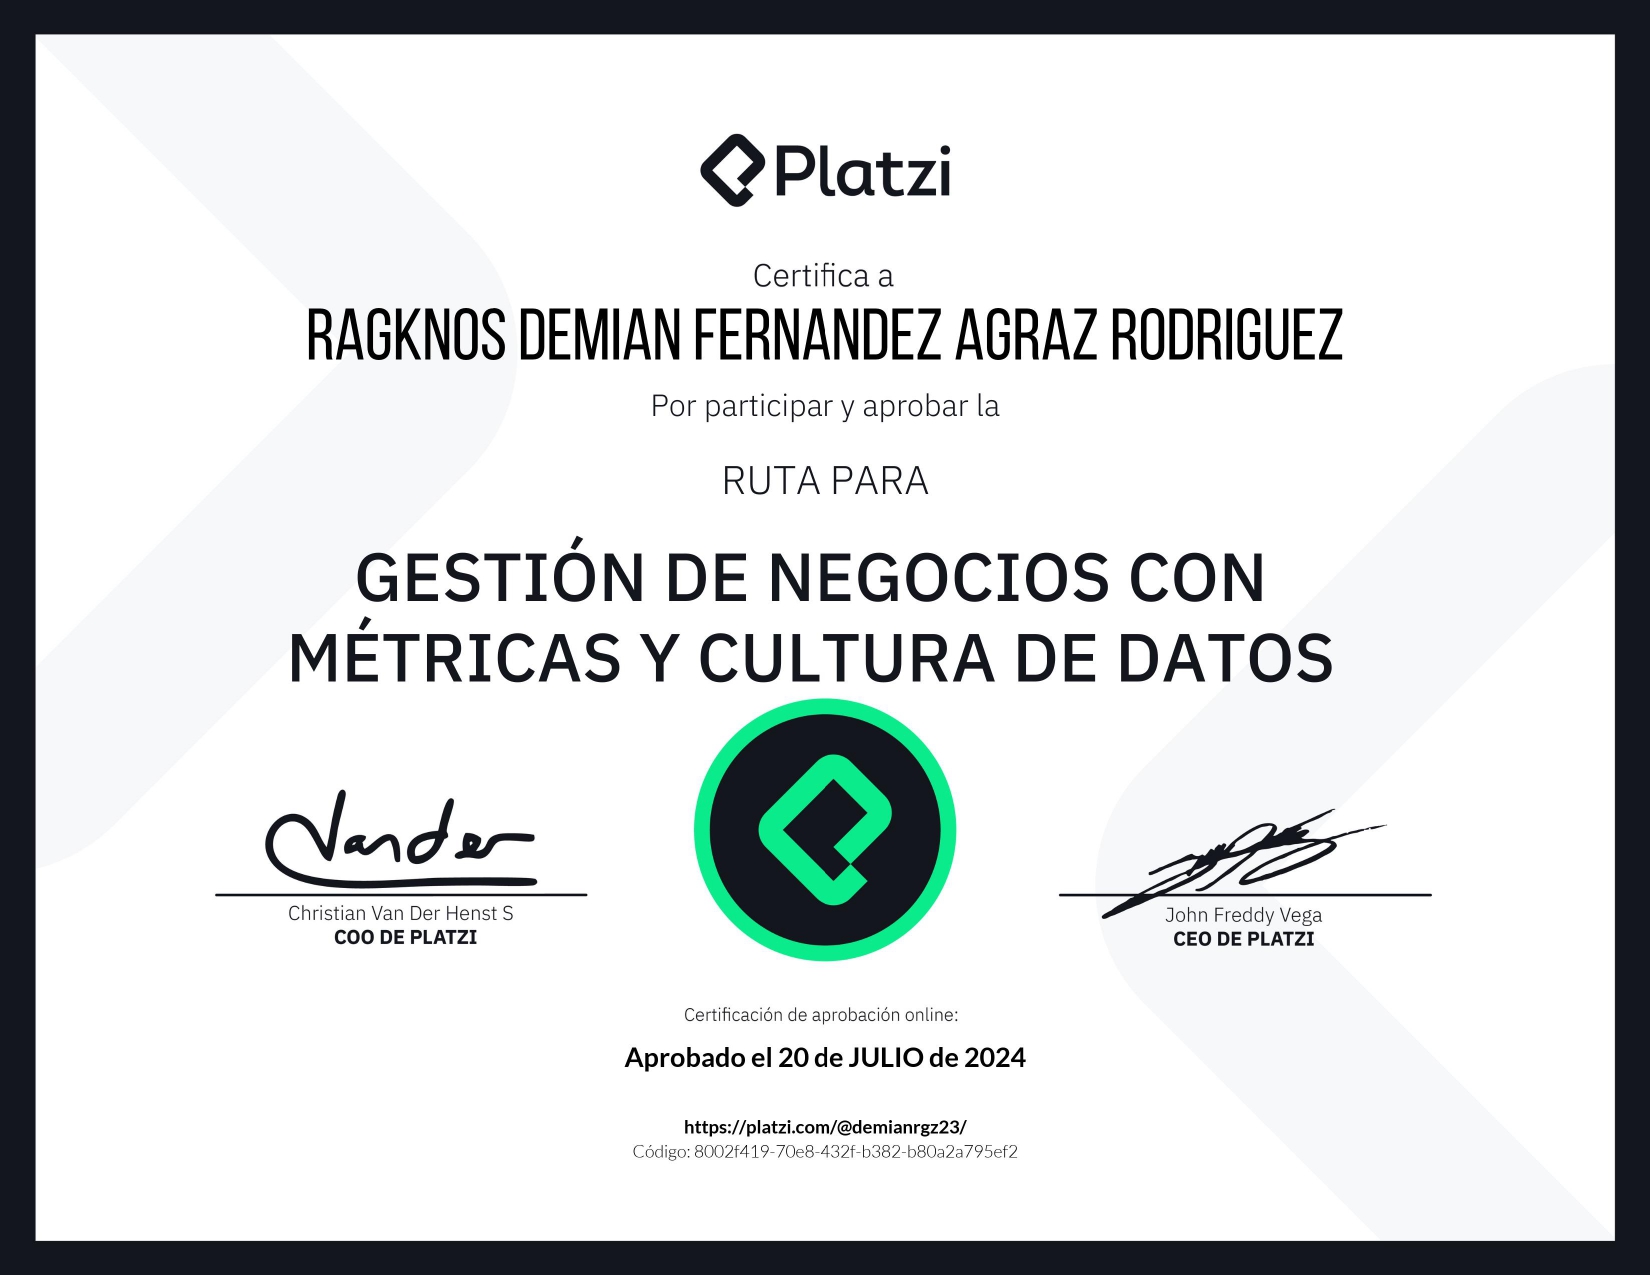 Platzi
Certifica a
RAGKNOS DEMIAN FERNANDEZ AGRAZ RODRIGUEZ
Por participar y aprobar la
RUTA PARA
GESTIÓN DE NEGOCIOS CON
MÉTRICAS Y CULTURA DE DATOS
Vander
Christian Van Der Henst S
COO DE PLATZI
John Freddy Vega
CEO DE PLATZI
Certificación de aprobación online:
Aprobado el 20 de JULIO de 2024
https://platzi.com/@demianrgz23/
Código: 8002f419-70e8-432f-b382-b80a2a795ef2